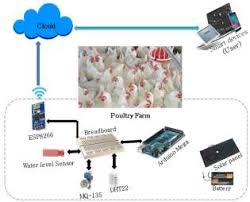 Cloud
Smart devices
(User)
Poultry Farm
ESP8266
Breadboard
Water level Sensor
Arduino Mega
Solar panel
MQ-135
DHT22
Battery